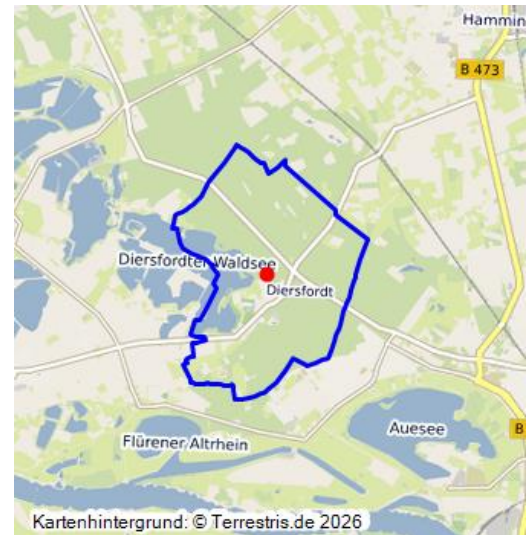 Hammin
B 473
Diersfordter Waldsee
Diersfordt
Auesee
Flürener Altrhein
B
Kartenhintergrund: © Terrestris.de 2026